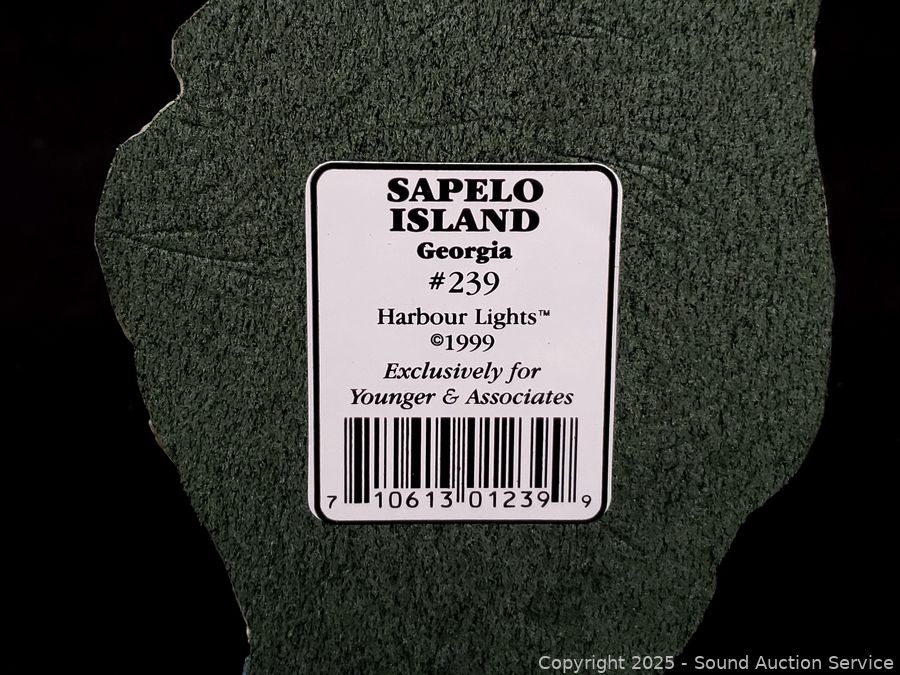 SAPELO
ISLAND
Georgia
#239
Harbour Lights™
©1999
Exclusively for
Younger & Associates
7 10613 01239 9
Copyright 2025 - Sound Auction Service